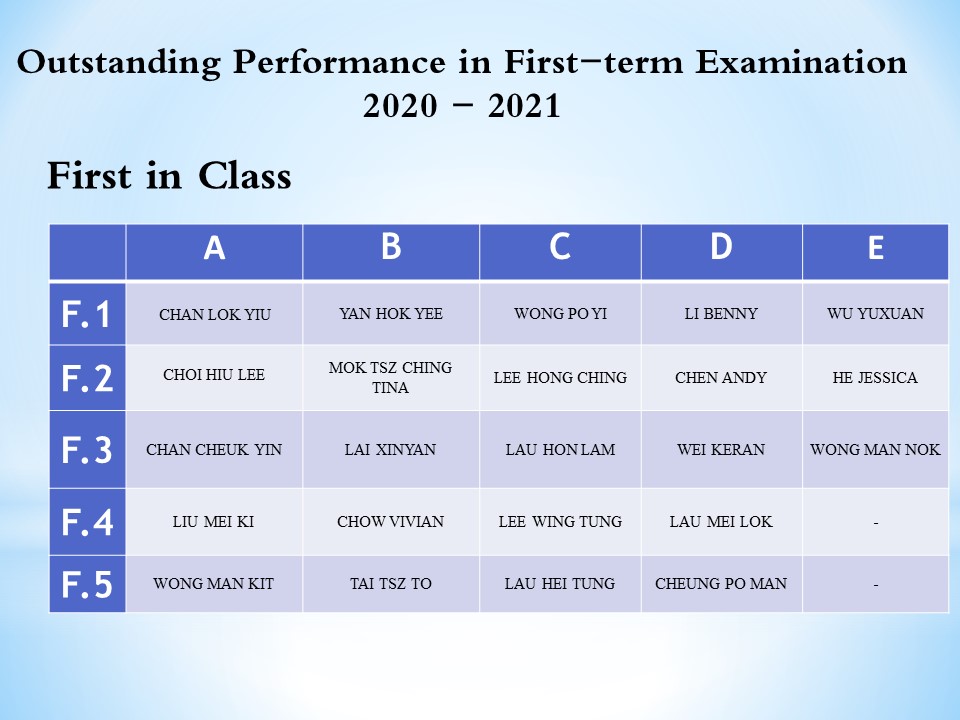 Outstanding Performance in First-term Examination
2020 - 2021
First in Class
A B C D E
F.1 CHAN LOK YIU YAN HOK YEE WONG PO YI LI BENNY WU YUXUAN
F.2 CHOI HIU LEE MOK TSZ CHING TINA LEE HONG CHING CHEN ANDY HE JESSICA
F.3 CHAN CHEUK YIN LAI XINYAN LAU HON LAM WEI KERAN WONG MAN NOK
F.4 LIU MEI KI CHOW VIVIAN LEE WING TUNG LAU MEI LOK -
F.5 WONG MAN KIT TAI TSZ TO LAU HEI TUNG CHEUNG PO MAN -